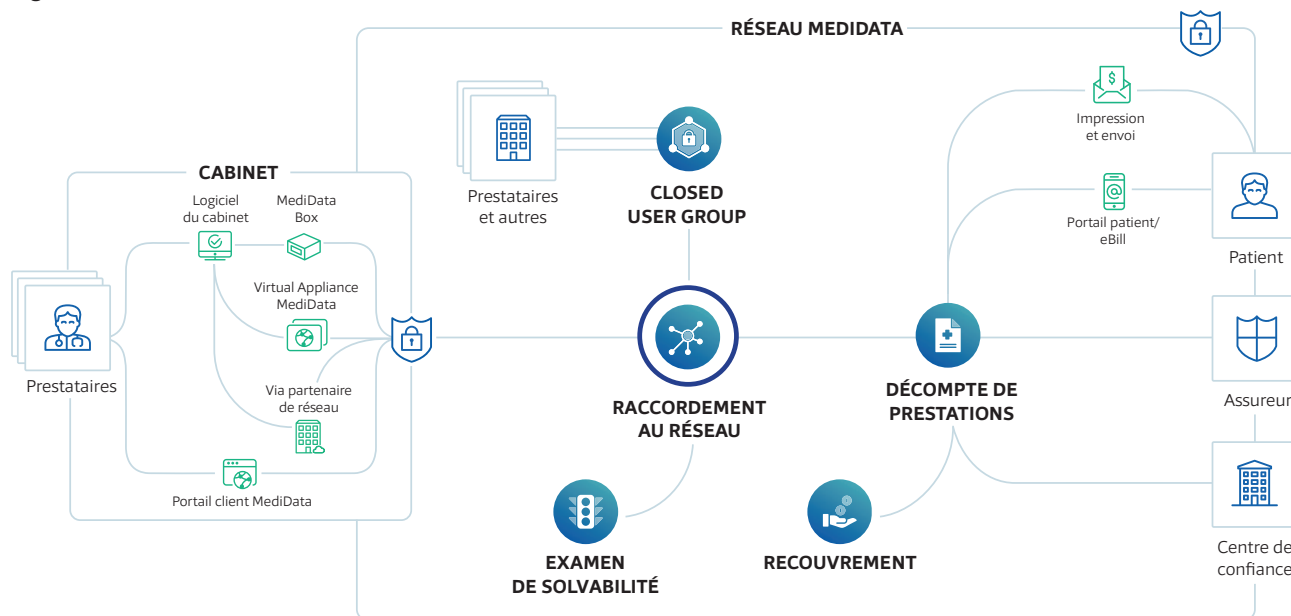 RÉSEAU MEDIDATA
Impression
et envoi
Prestataires
et autres
CLOSED
USER GROUP
Portail patient/
eBill
Patient
CABINET
Logiciel
du cabinet
MediData
Box
Virtual Appliance
MediData
Via partenaire
de réseau
Portail client MediData
Prestataires
RACCORDEMENT
AU RÉSEAU
DÉCOMPTE DE
PRESTATIONS
Assureur
EXAMEN
DE SOLVABILITÉ
RECOUVREMENT
Centre de
confiance